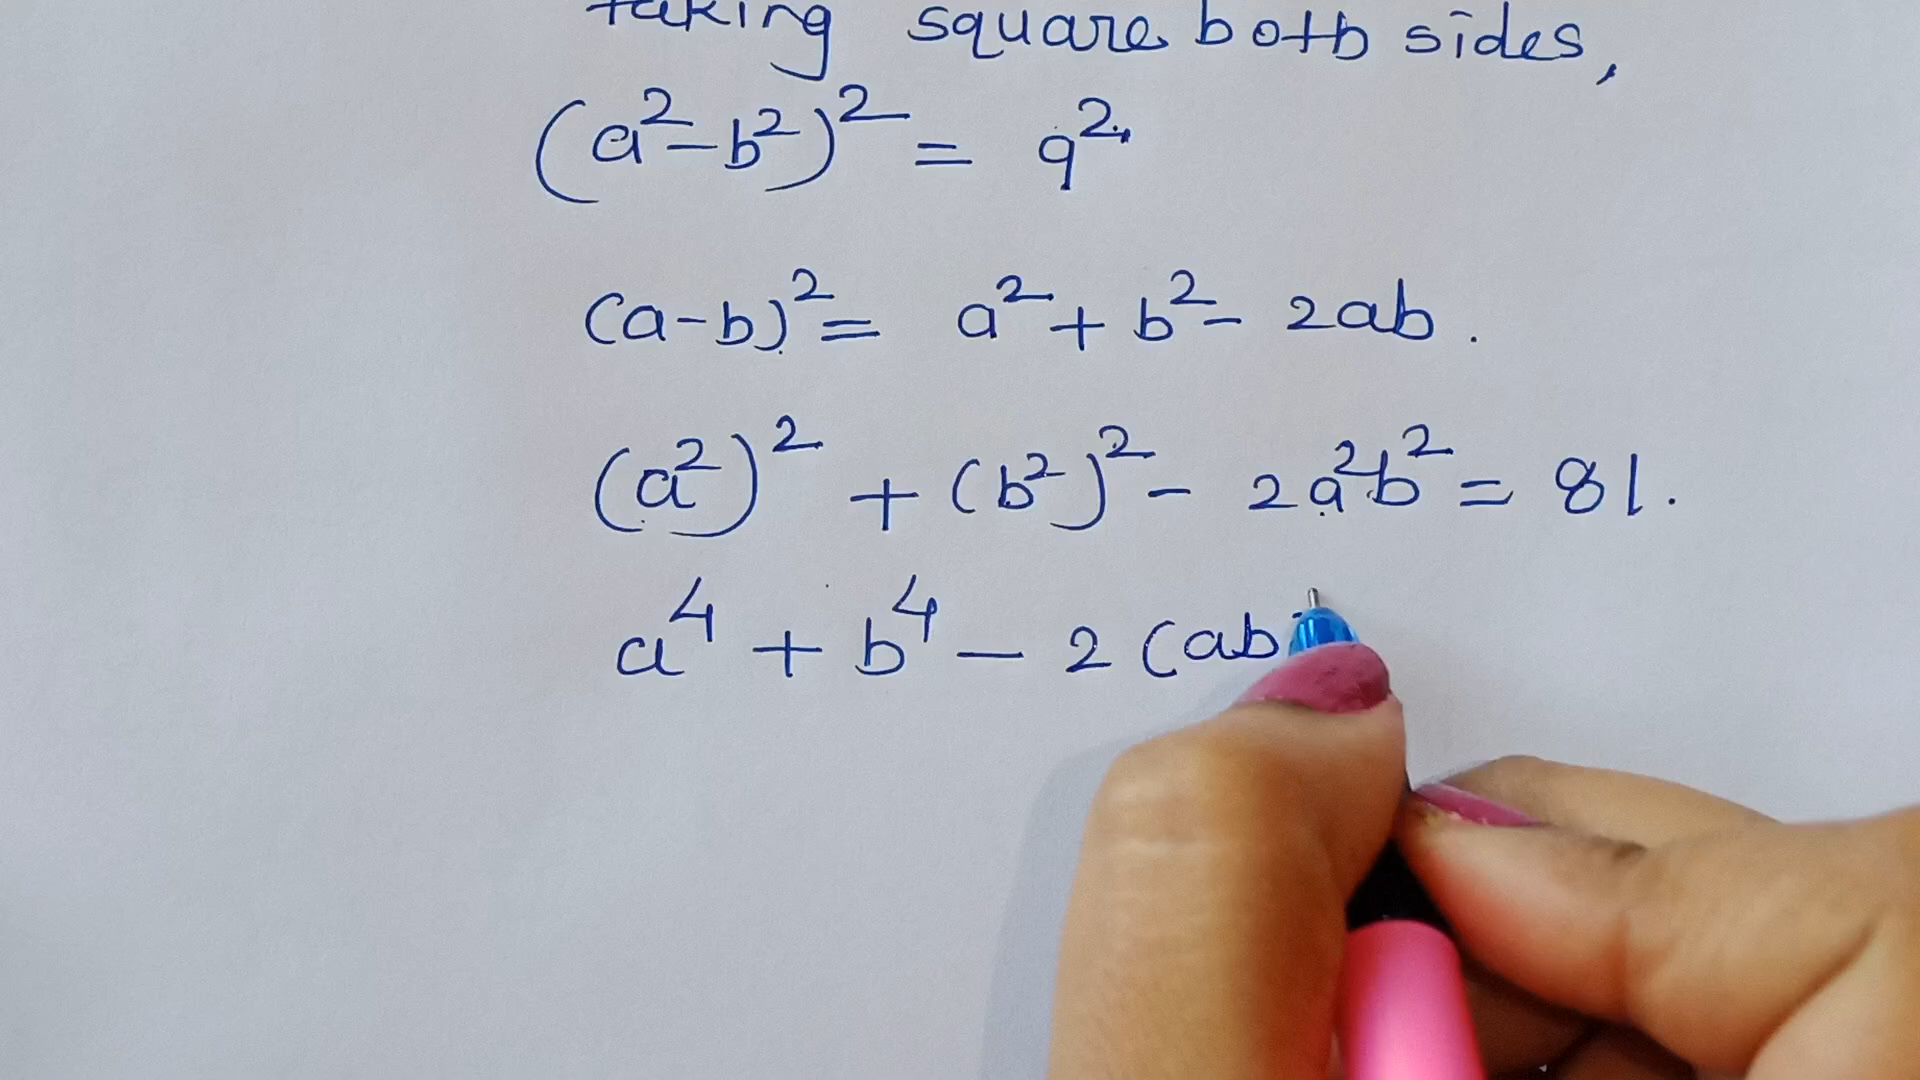 taking square both sides,
(a²-b²)² = 9²
(a-b)² = a² + b² - 2ab.
(a²)² + (b²)² - 2a²b² = 81.
a⁴ + b⁴ - 2(ab